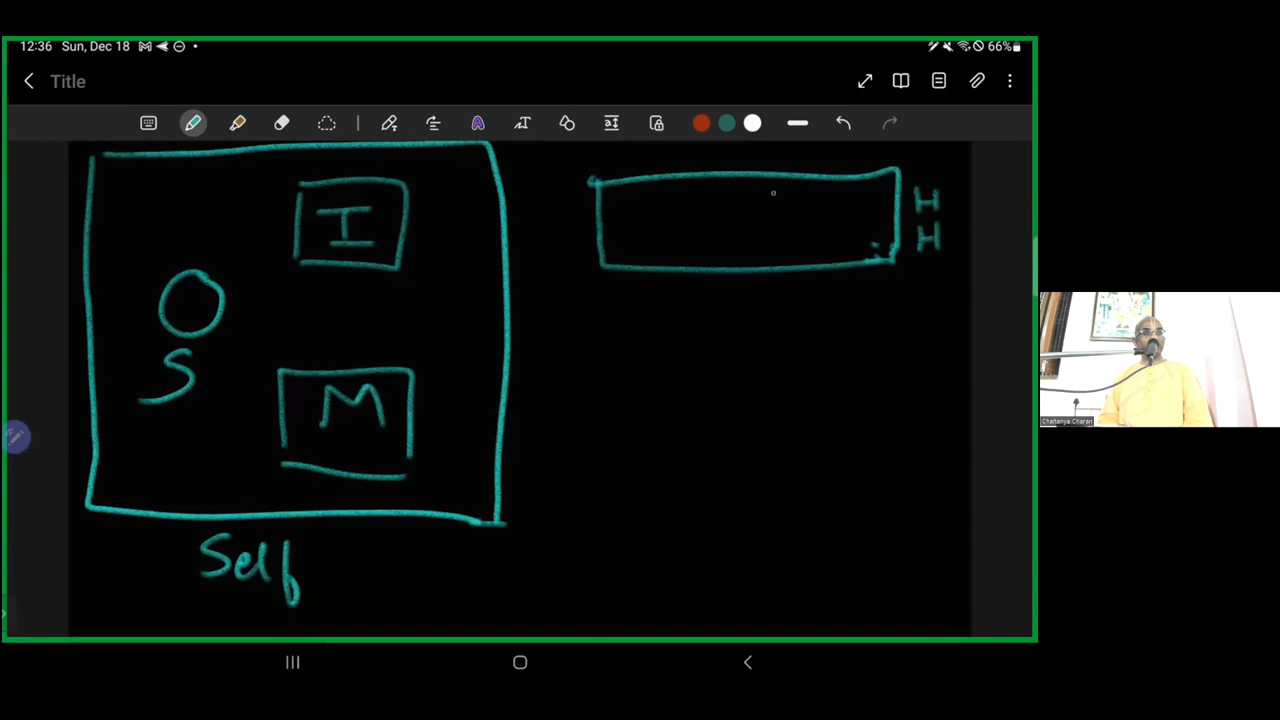 12:36 Sun, Dec 18
66%
Title
I
H
H
S
M
Self
Chaitanya Charan